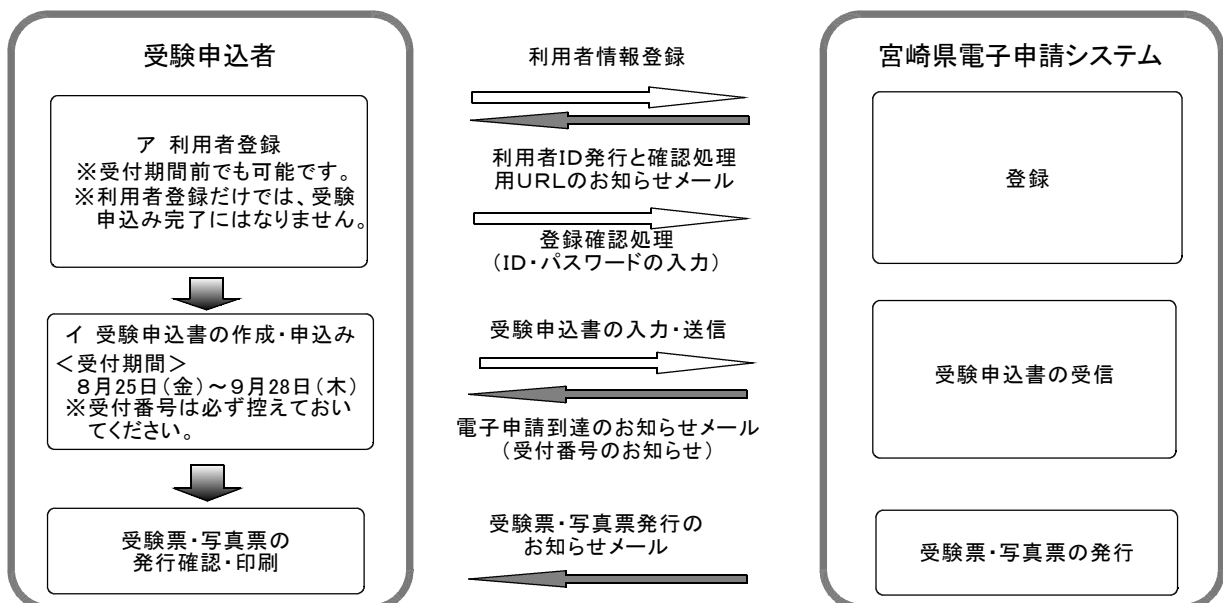 受験申込者
ア 利用者登録
※受付期間前でも可能です。
※利用者登録だけでは、受験
申込み完了にはなりません。
イ 受験申込書の作成・申込み
＜受付期間＞
８月25日(金)～９月28日(木)
※受付番号は必ず控えておい
てください。
受験票・写真票の
発行確認・印刷
利用者情報登録
利用者ＩＤ発行と確認処理
用ＵＲＬのお知らせメール
登録確認処理
（ＩＤ・パスワードの入力）
受験申込書の入力・送信
電子申請到達のお知らせメール
（受付番号のお知らせ）
受験票・写真票発行の
お知らせメール
宮崎県電子申請システム
登録
受験申込書の受信
受験票・写真票の発行